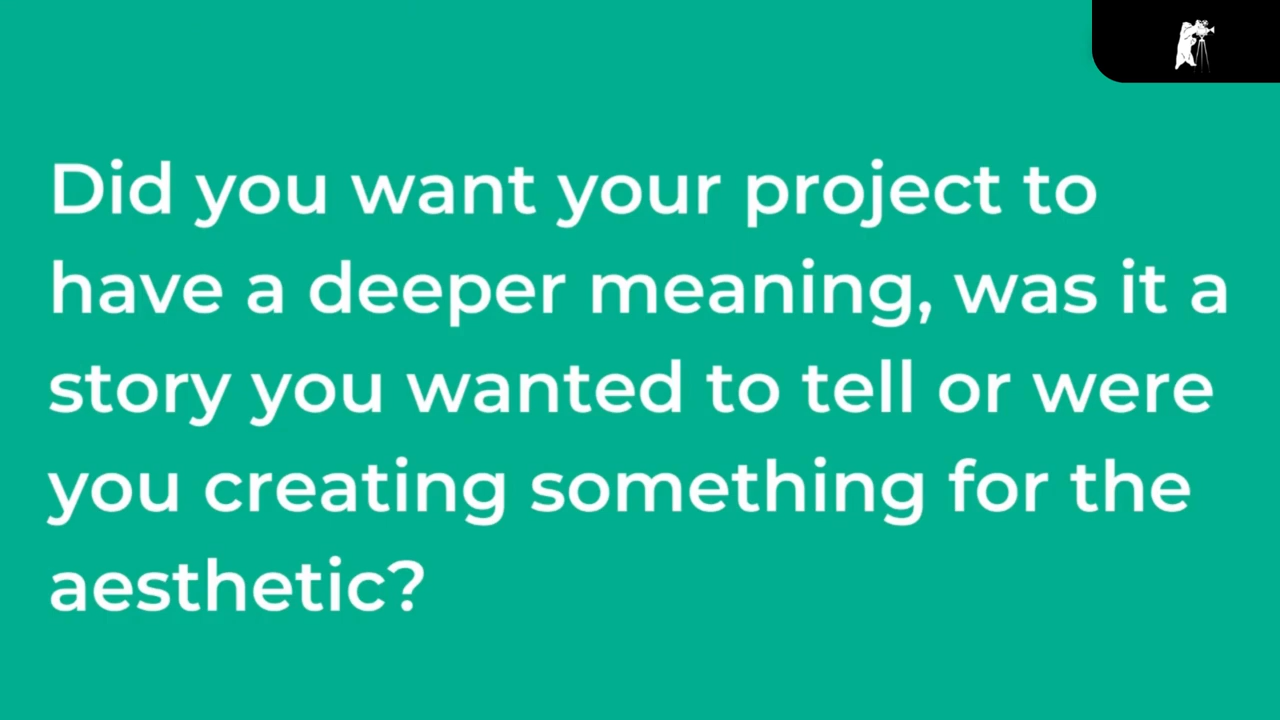 Did you want your project to
have a deeper meaning, was it a
story you wanted to tell or were
you creating something for the
aesthetic?